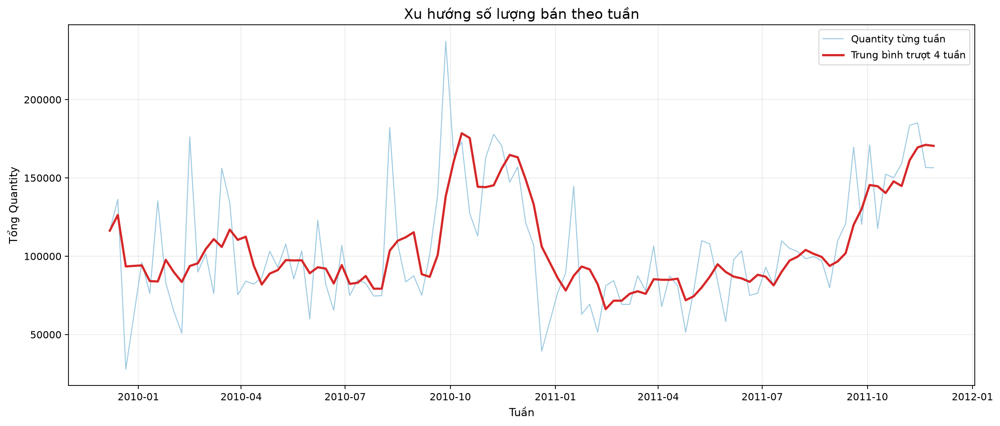 Xu hướng số lượng bán theo tuần
Quantity từng tuần
Trung bình trượt 4 tuần
Tổng Quantity
200000
150000
100000
50000
2010-01
2010-04
2010-07
2010-10
2011-01
2011-04
2011-07
2011-10
2012-01
Tuần